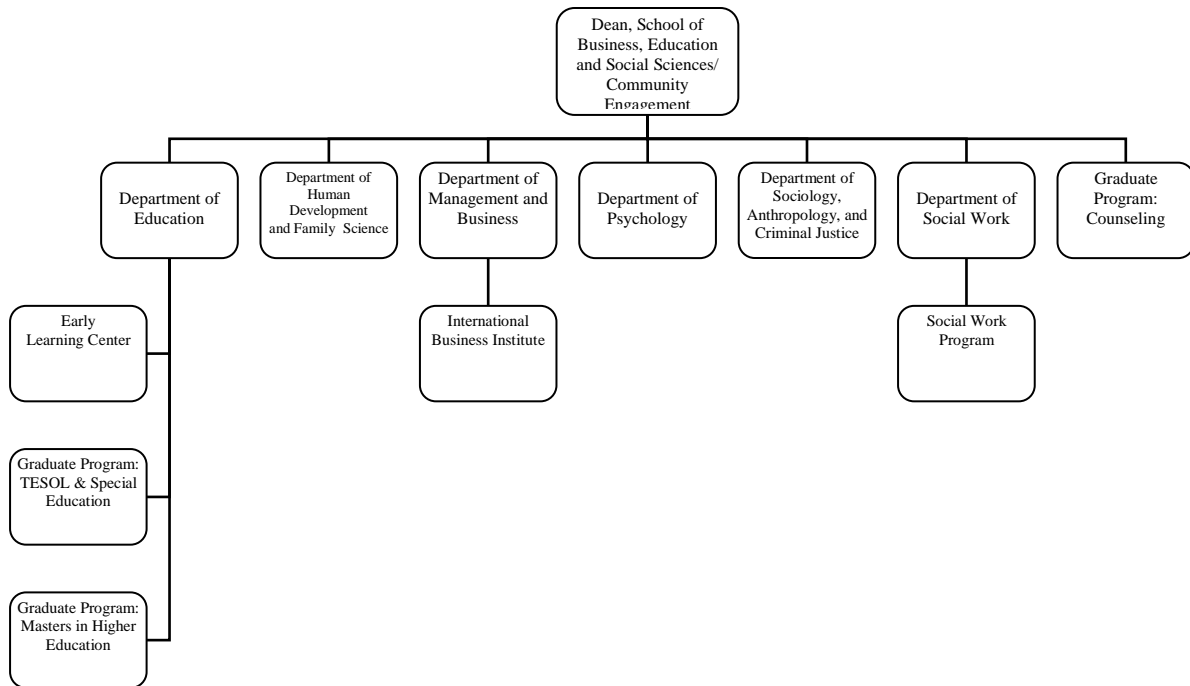 Dean, School of
Business, Education
and Social Sciences/
Community
Engagement
Department of
Education
Department of
Human
Development
and Family Science
Department of
Management and
Business
Department of
Psychology
Department of
Sociology,
Anthropology, and
Criminal Justice
Department of
Social Work
Graduate
Program:
Counseling
Early
Learning Center
International
Business Institute
Social Work
Program
Graduate Program:
TESOL & Special
Education
Graduate Program:
Masters in Higher
Education